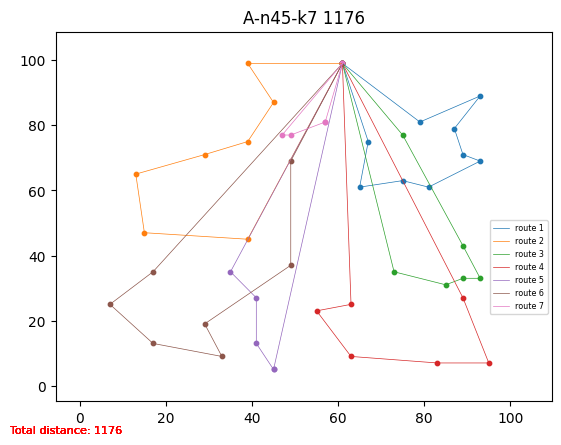 A-n45-k7 1176
100
80
60
40
20
0
0 20 40 60 80 100
route 1
route 2
route 3
route 4
route 5
route 6
route 7
Total distance: 1176